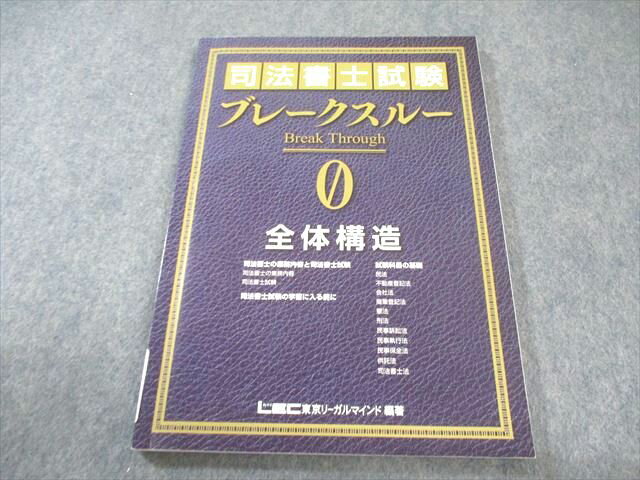 司法書士試験
ブレークスルー
Break Through
0
全体構造
司法書士の業務内容と司法書士試験
司法書士の業務内容
司法書士試験
司法書士試験の学習に入る前に
試験科目の基礎
民法
不動産登記法
会社法
商業登記法
憲法
刑法
民事訴訟法
民事執行法
民事保全法
供託法
司法書士法
LEC東京リーガルマインド 編著